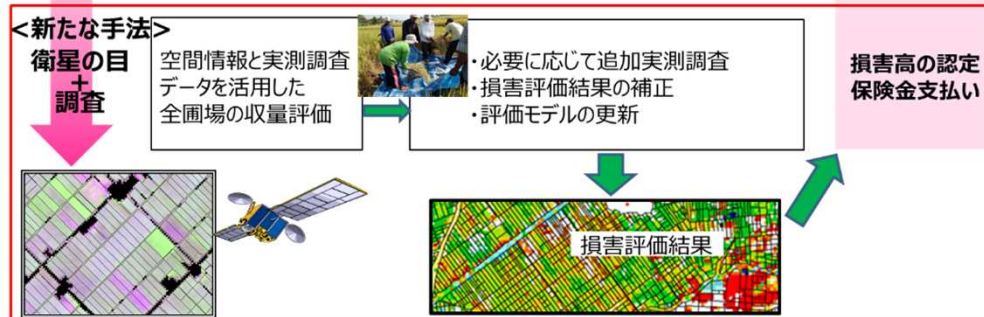 <新たな手法>
衛星の目
+
調査
空間情報と実測調査
データを活用した
全圃場の収量評価
・必要に応じて追加実測調査
・損害評価結果の補正
・評価モデルの更新
損害高の認定
保険金支払い
損害評価結果